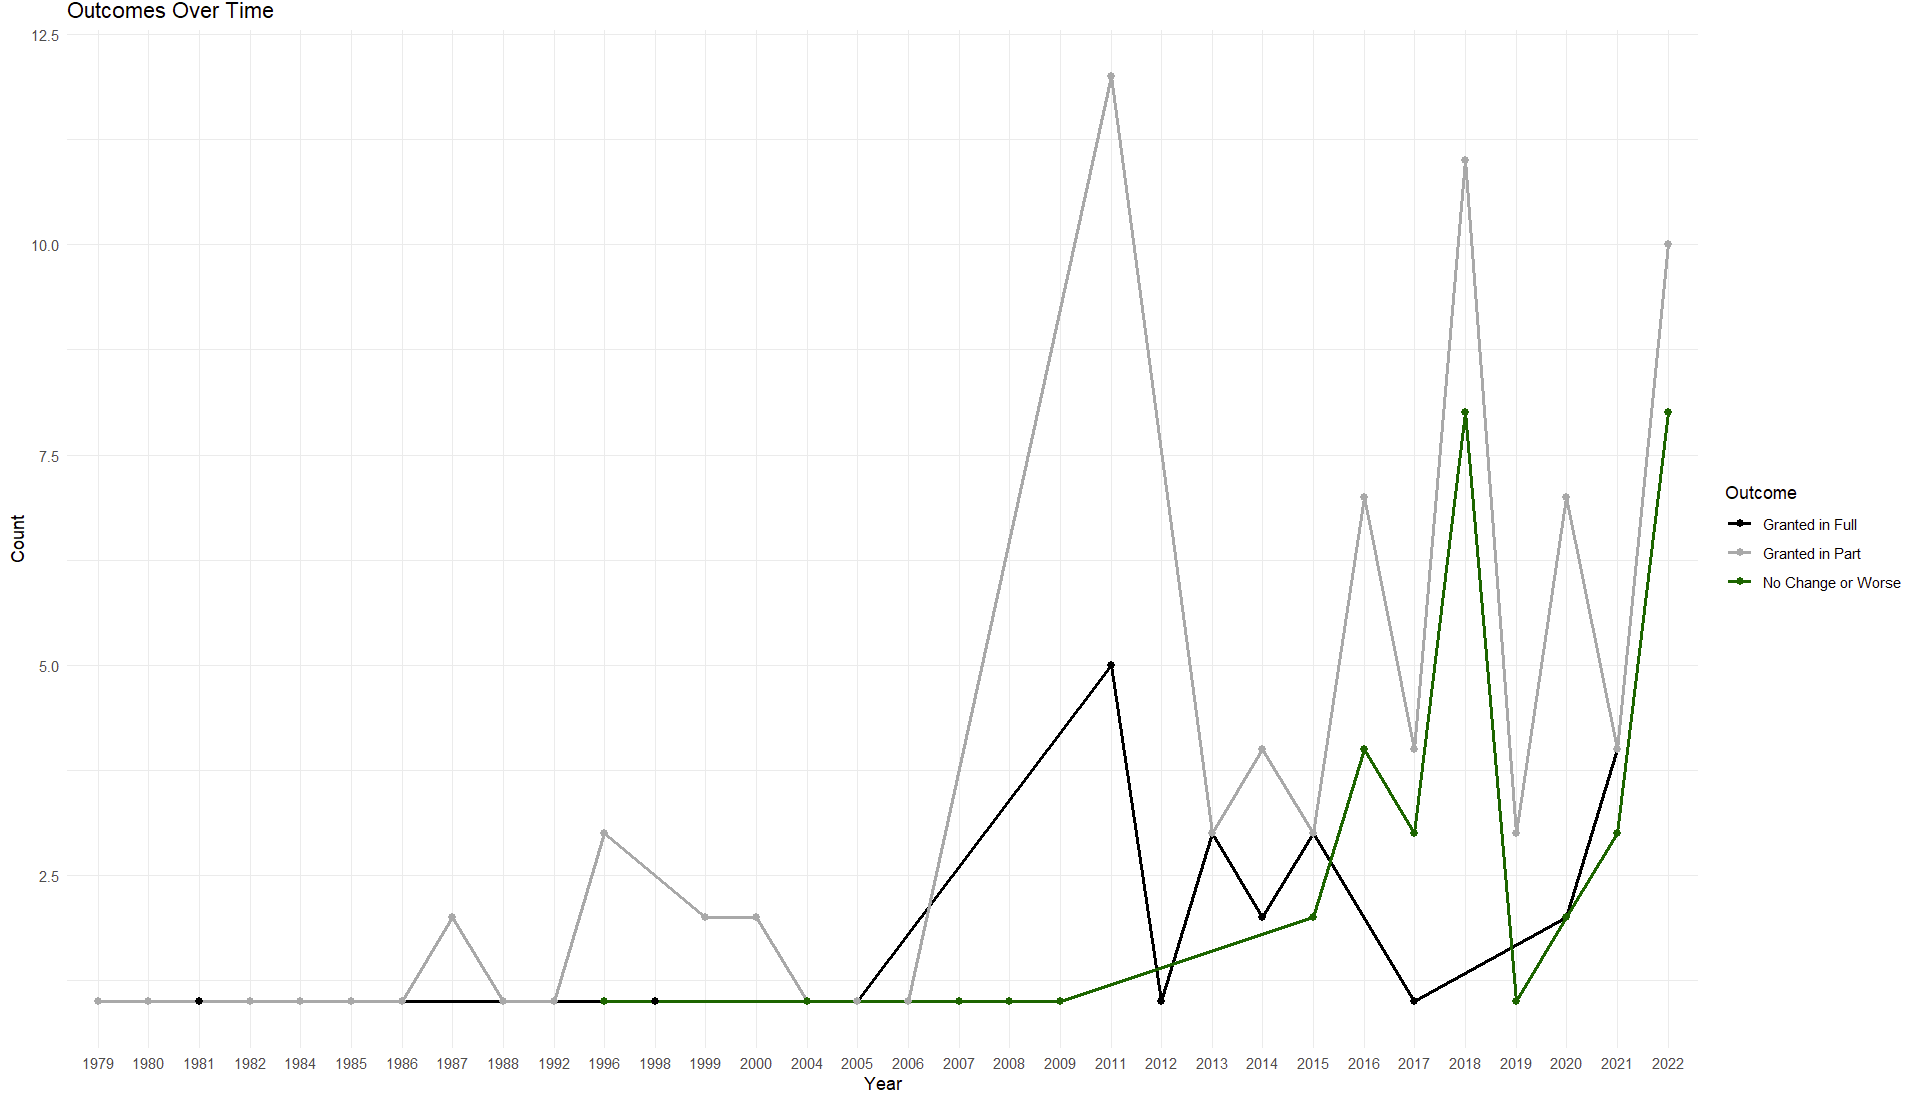 Outcomes Over Time
12.5
10.0
7.5
5.0
2.5
Count
1979 1980 1981 1982 1984 1985 1986 1987 1988 1992 1996 1998 1999 2000 2004 2005 2006 2007 2008 2009 2011 2012 2013 2014 2015 2016 2017 2018 2019 2020 2021 2022
Year
Outcome
Granted in Full
Granted in Part
No Change or Worse